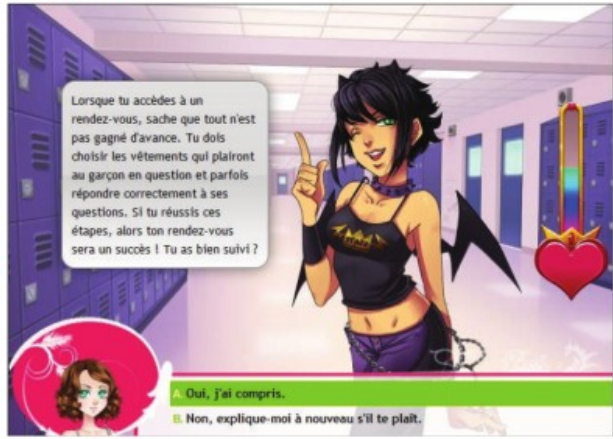 Lorsque tu accèdes à un
rendez-vous, sache que tout n'est
pas gagné d'avance. Tu dois
choisir les vêtements qui plairont
au garçon en question et parfois
répondre correctement à ses
questions. Si tu réussis ces
étapes, alors ton rendez-vous
sera un succès ! Tu as bien suivi ?
A. Oui, j'ai compris.
B. Non, explique-moi à nouveau s'il te plaît.